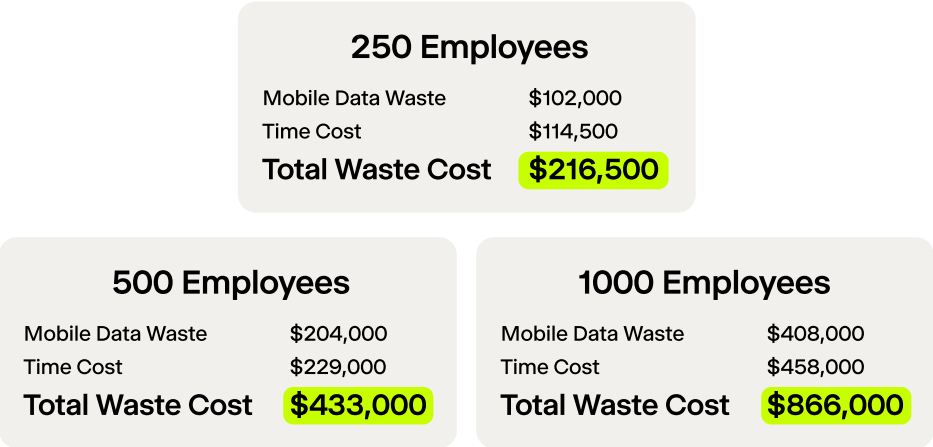 250 Employees
Mobile Data Waste $102,000
Time Cost $114,500
Total Waste Cost $216,500
500 Employees
Mobile Data Waste $204,000
Time Cost $229,000
Total Waste Cost $433,000
1000 Employees
Mobile Data Waste $408,000
Time Cost $458,000
Total Waste Cost $866,000